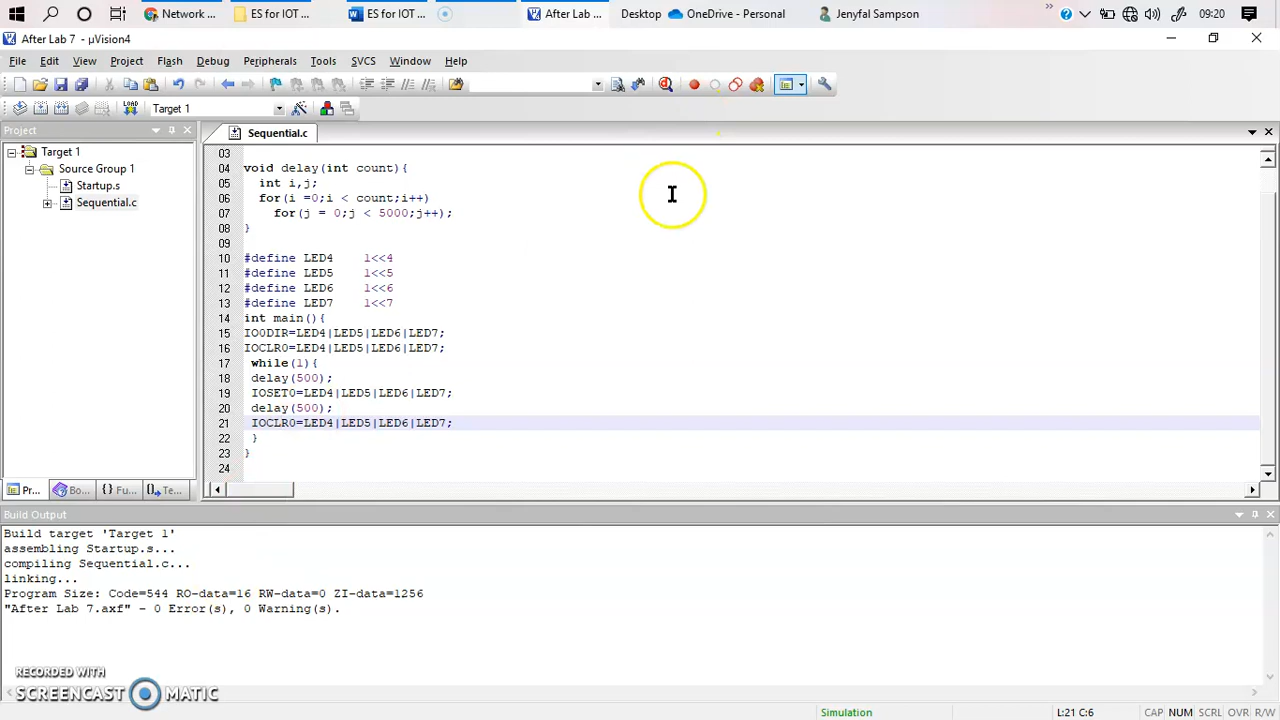 Network ...
ES for IOT ...
ES for IOT ...
After Lab ...
Desktop
OneDrive - Personal
Jenyfal Sampson
09:20
After Lab 7 - µVision4
File Edit View Project Flash Debug Peripherals Tools SVCS Window Help
LOAD Target 1
Project
Sequential.c
Target 1
Source Group 1
Startup.s
Sequential.c
03
04 void delay(int count){
05 int i,j;
06 for(i =0;i < count;i++)
07 for(j = 0;j < 5000;j++);
08 }
09
10 #define LED4 1<<4
11 #define LED5 1<<5
12 #define LED6 1<<6
13 #define LED7 1<<7
14 int main(){
15 IO0DIR=LED4|LED5|LED6|LED7;
16 IOCLR0=LED4|LED5|LED6|LED7;
17 while(1){
18 delay(500);
19 IOSET0=LED4|LED5|LED6|LED7;
20 delay(500);
21 IOCLR0=LED4|LED5|LED6|LED7;
22 }
23 }
24
Pr... Bo... {} Fu... Te...
Build Output
Build target 'Target 1'
assembling Startup.s...
compiling Sequential.c...
linking...
Program Size: Code=544 RO-data=16 RW-data=0 ZI-data=1256
"After Lab 7.axf" - 0 Error(s), 0 Warning(s).
RECORDED WITH
SCREENCAST MATIC
Simulation L:21 C:6 CAP NUM SCRL OVR R/W